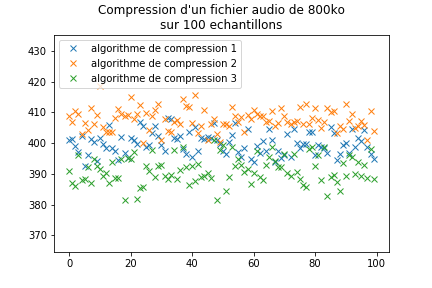 Compression d'un fichier audio de 800ko
sur 100 echantillons
algorithme de compression 1
algorithme de compression 2
algorithme de compression 3
430
420
410
400
390
380
370
0
20
40
60
80
100